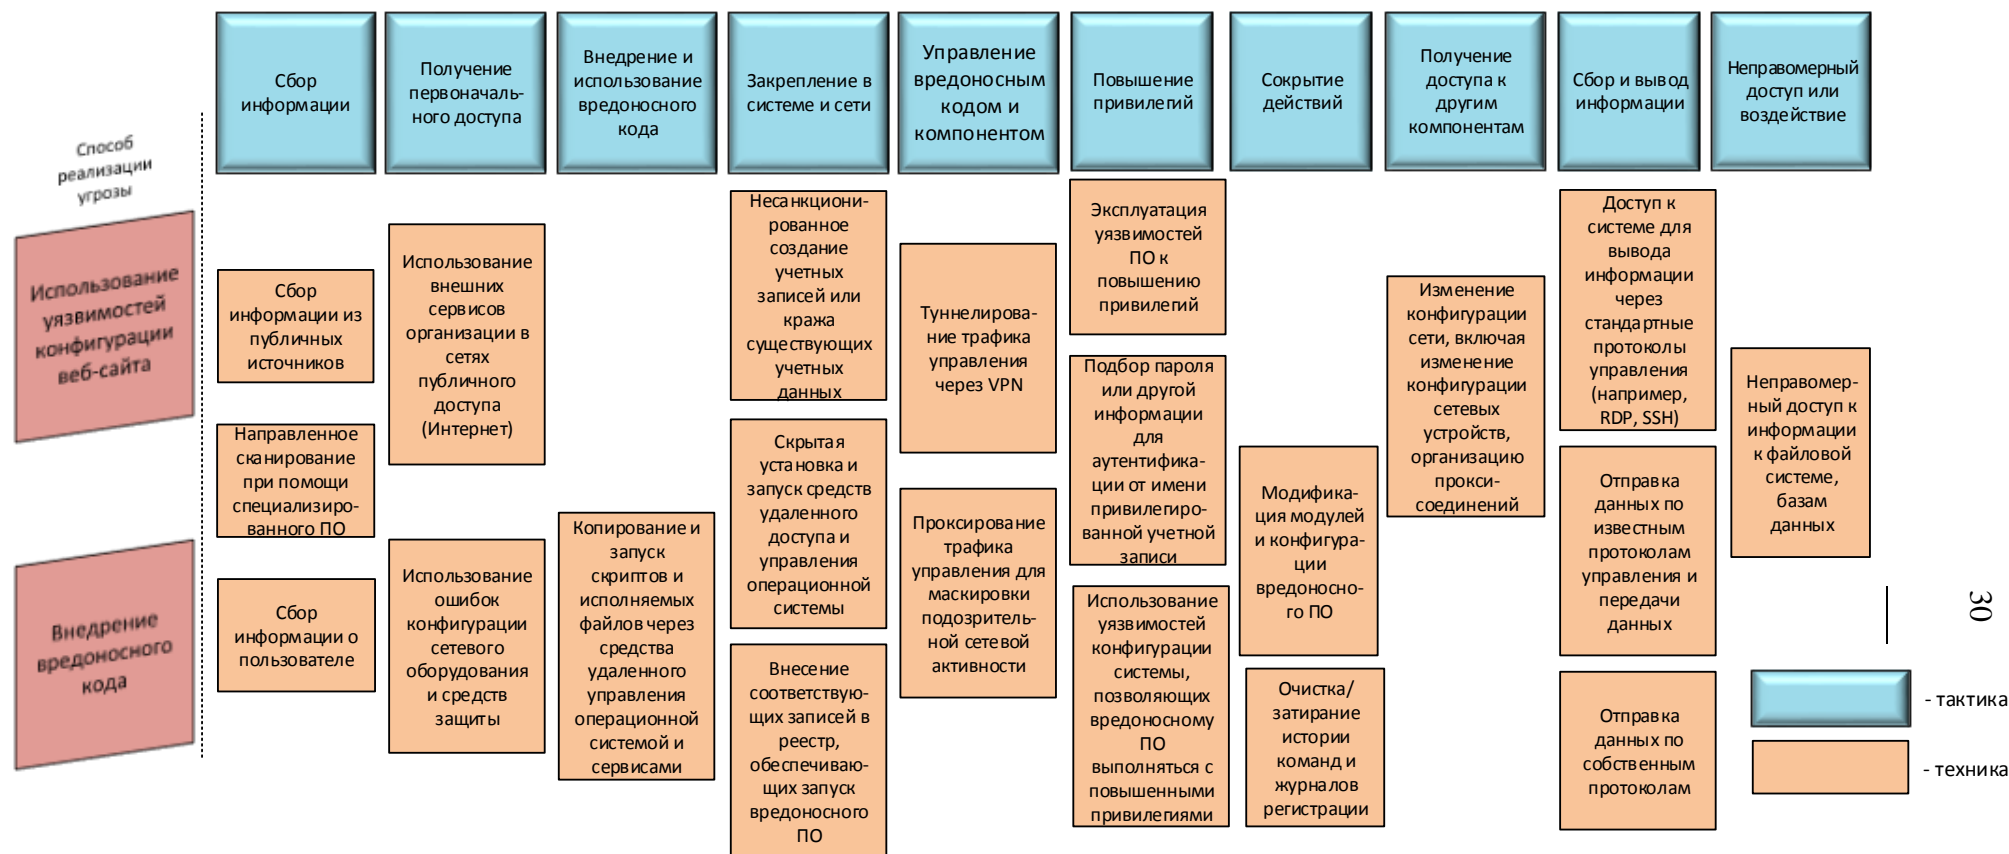 Сбор
информации
Получение
первоначаль-
ного доступа
Внедрение и
использование
вредоносного
кода
Закрепление в
системе и сети
Управление
вредоносным
кодом и
компонентом
Повышение
привилегий
Сокрытие
действий
Получение
доступа к
другим
компонентам
Сбор и вывод
информации
Неправомерный
доступ или
воздействие
Способ
реализации
угрозы
Использование
уязвимостей
конфигурации
веб-сайта
Внедрение
вредоносного
кода
Сбор
информации из
публичных
источников
Направленное
сканирование
при помощи
специализиро-
ванного ПО
Сбор
информации о
пользователе
Использование
внешних
сервисов
организации в
сетях
публичного
доступа
(Интернет)
Использование
ошибок
конфигурации
сетевого
оборудования
и средств
защиты
Копирование и
запуск
скриптов и
исполняемых
файлов через
средства
удаленного
управления
операционной
системой и
сервисами
Несанкциони-
рованное
создание
учетных
записей или
кража
существующих
учетных
данных
Скрытая
установка и
запуск средств
удаленного
доступа и
управления
операционной
системы
Внесение
соответствую-
щих записей в
реестр,
обеспечиваю-
щих запуск
вредоносного
ПО
Туннелирова-
ние трафика
управления
через VPN
Проксирование
трафика
управления для
маскировки
подозритель-
ной сетевой
активности
Эксплуатация
уязвимостей
ПО к
повышению
привилегий
Подбор пароля
или другой
информации
для
аутентифика-
ции от имени
привилегиро-
ванной учетной
записи
Использование
уязвимостей
конфигурации
системы,
позволяющих
вредоносному
ПО
выполняться с
повышенными
привилегиями
Модифика-
ция модулей
и конфигура-
ции
вредоносно-
го ПО
Очистка/
затирание
истории
команд и
журналов
регистрации
Изменение
конфигурации
сети, включая
изменение
конфигурации
сетевых
устройств,
организацию
прокси-
соединений
Доступ к
системе для
вывода
информации
через
стандартные
протоколы
управления
(например,
RDP, SSH)
Отправка
данных по
известным
протоколам
управления и
передачи
данных
Отправка
данных по
собственным
протоколам
Неправомер-
ный доступ к
информации
к файловой
системе,
базам
данных
30
- тактика
- техника